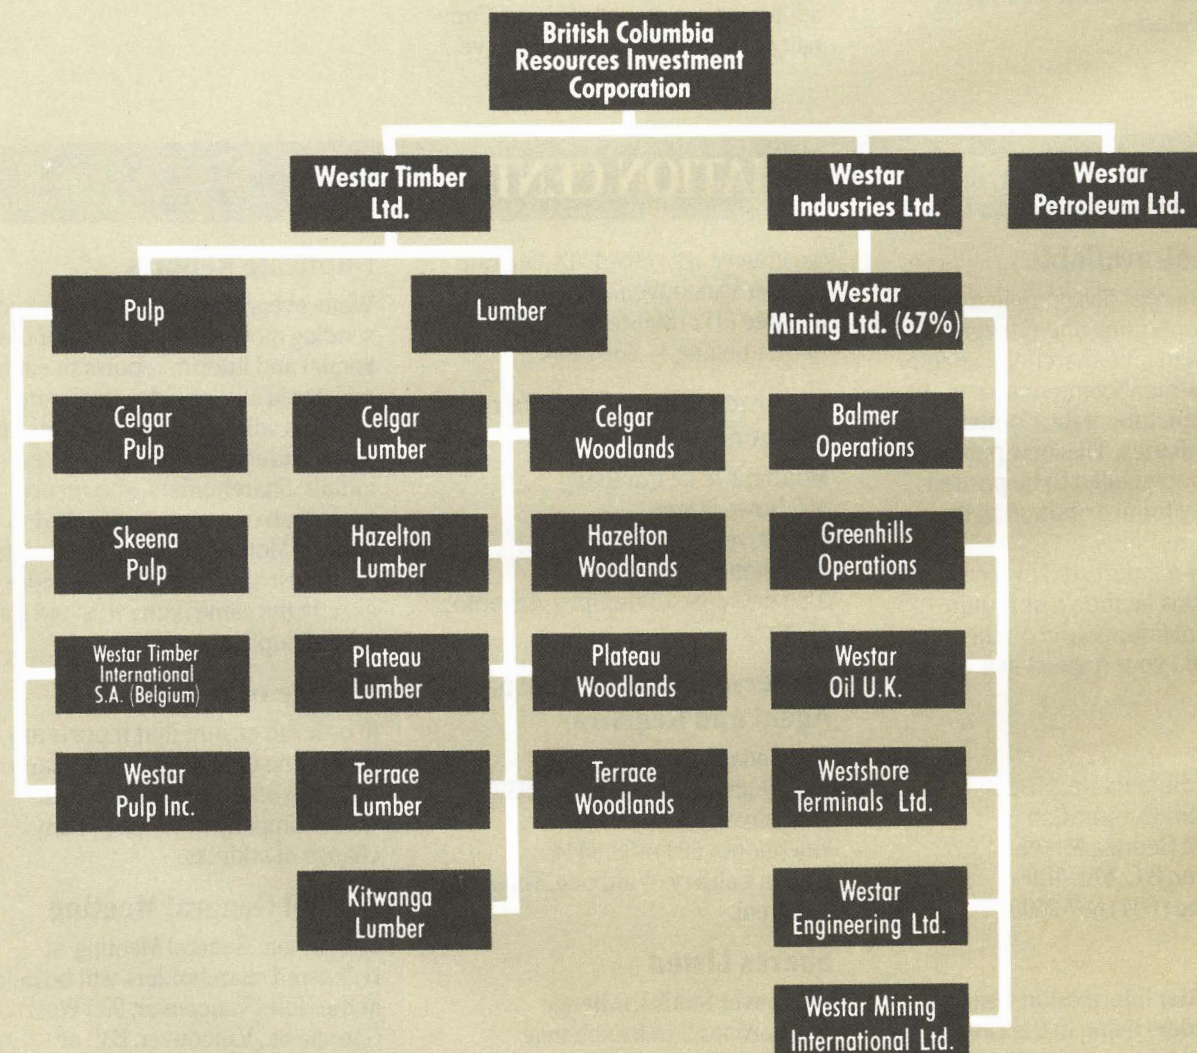 British Columbia
Resources Investment
Corporation
Westar Timber
Ltd.
Westar
Industries Ltd.
Westar
Petroleum Ltd.
Pulp
Lumber
Westar
Mining Ltd. (67%)
Celgar
Pulp
Celgar
Lumber
Celgar
Woodlands
Balmer
Operations
Skeena
Pulp
Hazelton
Lumber
Hazelton
Woodlands
Greenhills
Operations
Westar Timber
International
S.A. (Belgium)
Plateau
Lumber
Plateau
Woodlands
Westar
Oil U.K.
Westar
Pulp Inc.
Terrace
Lumber
Terrace
Woodlands
Westshore
Terminals Ltd.
Kitwanga
Lumber
Westar
Engineering Ltd.
Westar Mining
International Ltd.